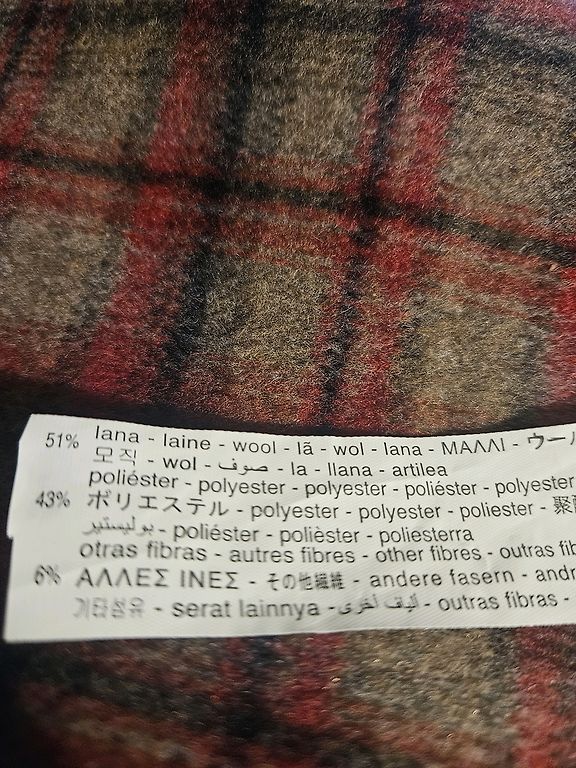 51% lana - laine - wool - lã - wol - lana - ΜΑΛΛΙ - ウール
모직 - wol - صوف - la - llana - artilea
poliéster - polyester - polyester - poliéster - polyester
43% ポリエステル - polyester - polyester - poliester - 聚
بوليستير - poliéster - polièster - poliesterra
otras fibras - autres fibres - other fibres - outras fib
6% ΑΛΛΕΣ ΙΝΕΣ - その他繊維 - andere fasern - andr
기타섬유 - serat lainnya - ألياف أخرى - outras fibras -